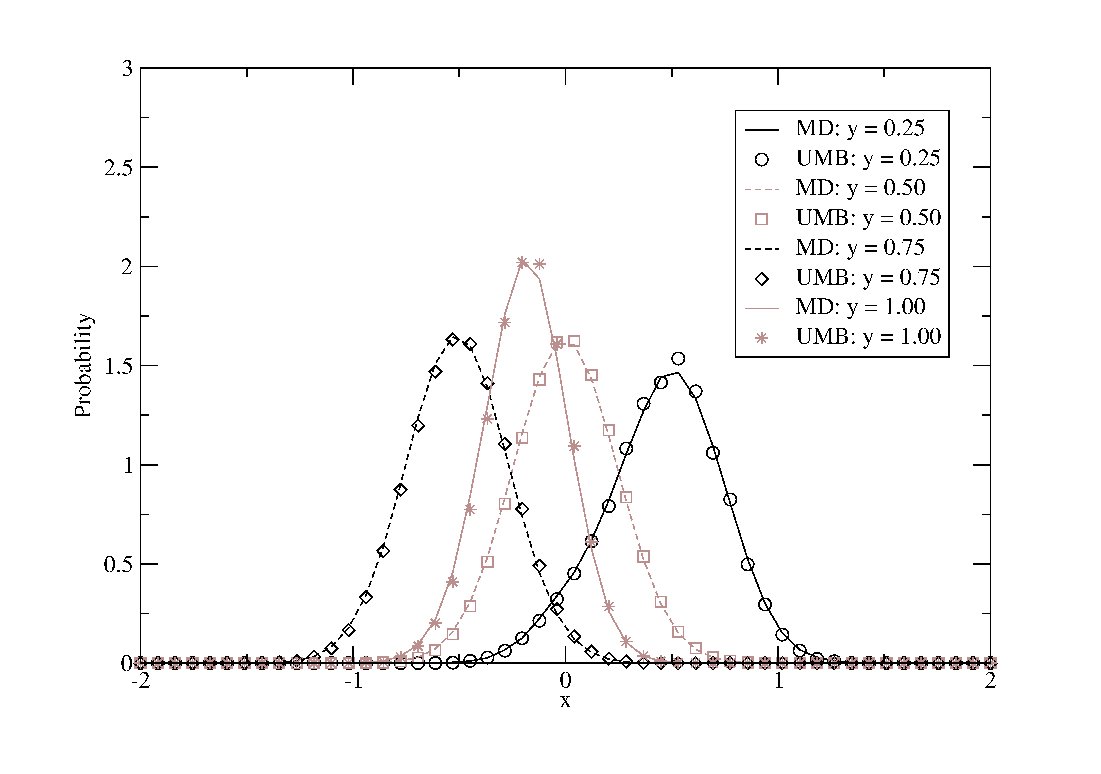 3
2.5
2
1.5
1
0.5
0
-2
-1
0
1
2
x
Probability
MD: y = 0.25
UMB: y = 0.25
MD: y = 0.50
UMB: y = 0.50
MD: y = 0.75
UMB: y = 0.75
MD: y = 1.00
UMB: y = 1.00